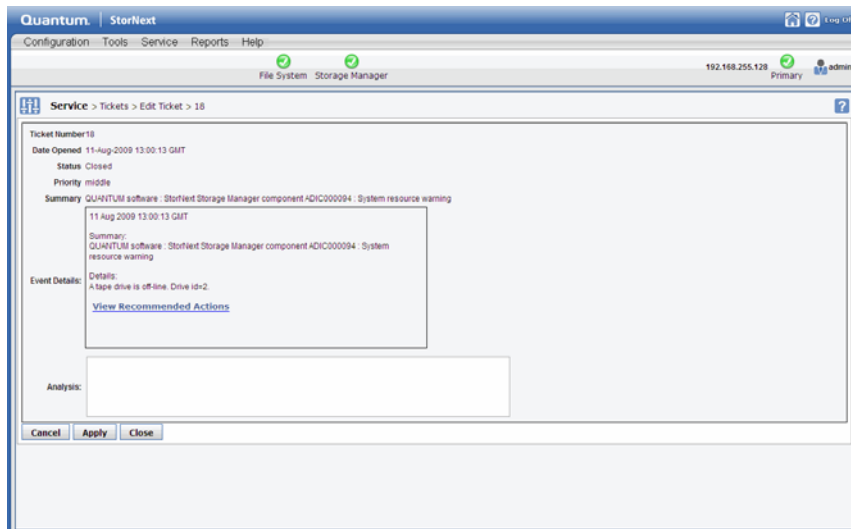 Quantum. | StorNext Log Of
Configuration Tools Service Reports Help
File System Storage Manager 192.168.255.128 Primary admin
Service > Tickets > Edit Ticket > 18
Ticket Number 18
Date Opened 11-Aug-2009 13:00:13 GMT
Status Closed
Priority middle
Summary QUANTUM software : StorNext Storage Manager component ADIC000094 : System resource warning
11 Aug 2009 13:00:13 GMT
Summary:
QUANTUM software : StorNext Storage Manager component ADIC000094 : System
resource warning
Event Details:
Details:
A tape drive is off-line. Drive id=2.
View Recommended Actions
Analysis:
Cancel Apply Close